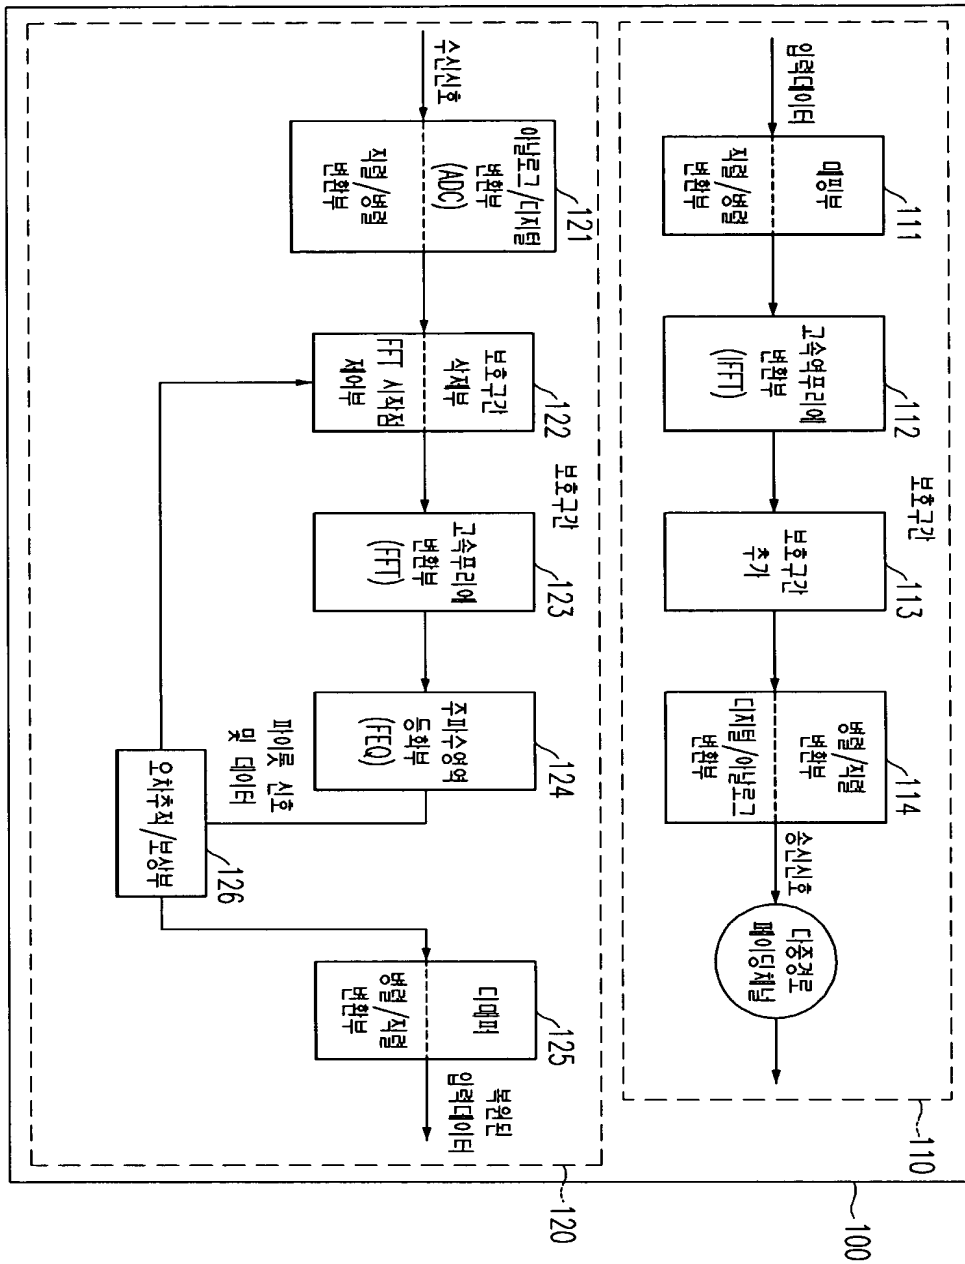 100
110
입력데이터
111
매핑부
직렬/병렬
변환부
112
고속역푸리에
변환부
(IFFT)
보호구간
113
보호구간
추가
114
병렬/직렬
변환부
디지털/아날로그
변환부
송신신호
다중경로
페이딩채널
120
수신신호
121
아날로그/디지털
변환부
(ADC)
직렬/병렬
변환부
122
보호구간
삭제부
FFT 시작점
제어부
보호구간
123
고속푸리에
변환부
(FFT)
124
주파수영역
등화부
(FEQ)
파이롯 신호
및 데이터
126
오차추적/보상부
125
디매퍼
병렬/직렬
변환부
복원된
입력데이터